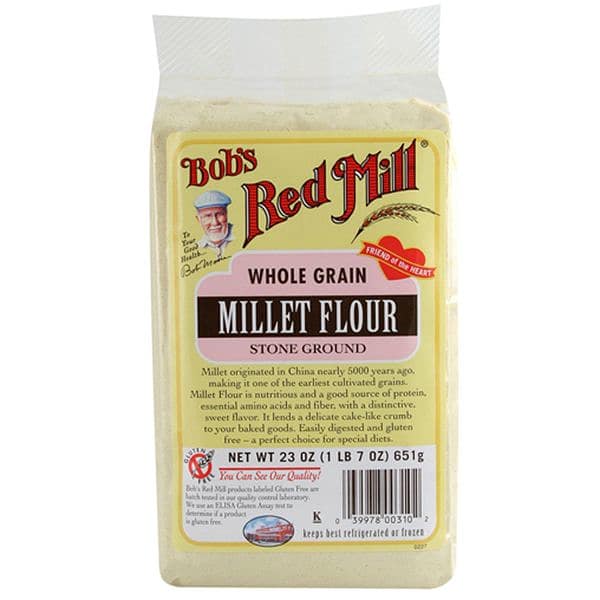 Bob's
Red Mill®
To
Your
Good
Health...
Bob Moore
FRIEND of the HEART
WHOLE GRAIN
MILLET FLOUR
STONE GROUND
Millet originated in China nearly 5000 years ago,
making it one of the earliest cultivated grains.
Millet Flour is nutritious and a good source of protein,
essential amino acids and fiber, with a distinctive,
sweet flavor. It lends a delicate cake-like crumb
to your baked goods. Easily digested and gluten
free – a perfect choice for special diets.
NET WT 23 OZ (1 LB 7 OZ) 651g
GLUTEN FREE
You Can See Our Quality!
Bob's Red Mill products labeled Gluten Free are
batch tested in our quality control laboratory.
We use an ELISA Gluten Assay test to
determine if a product
is gluten free.
K
0 39978 00310 2
keeps best refrigerated or frozen
0227